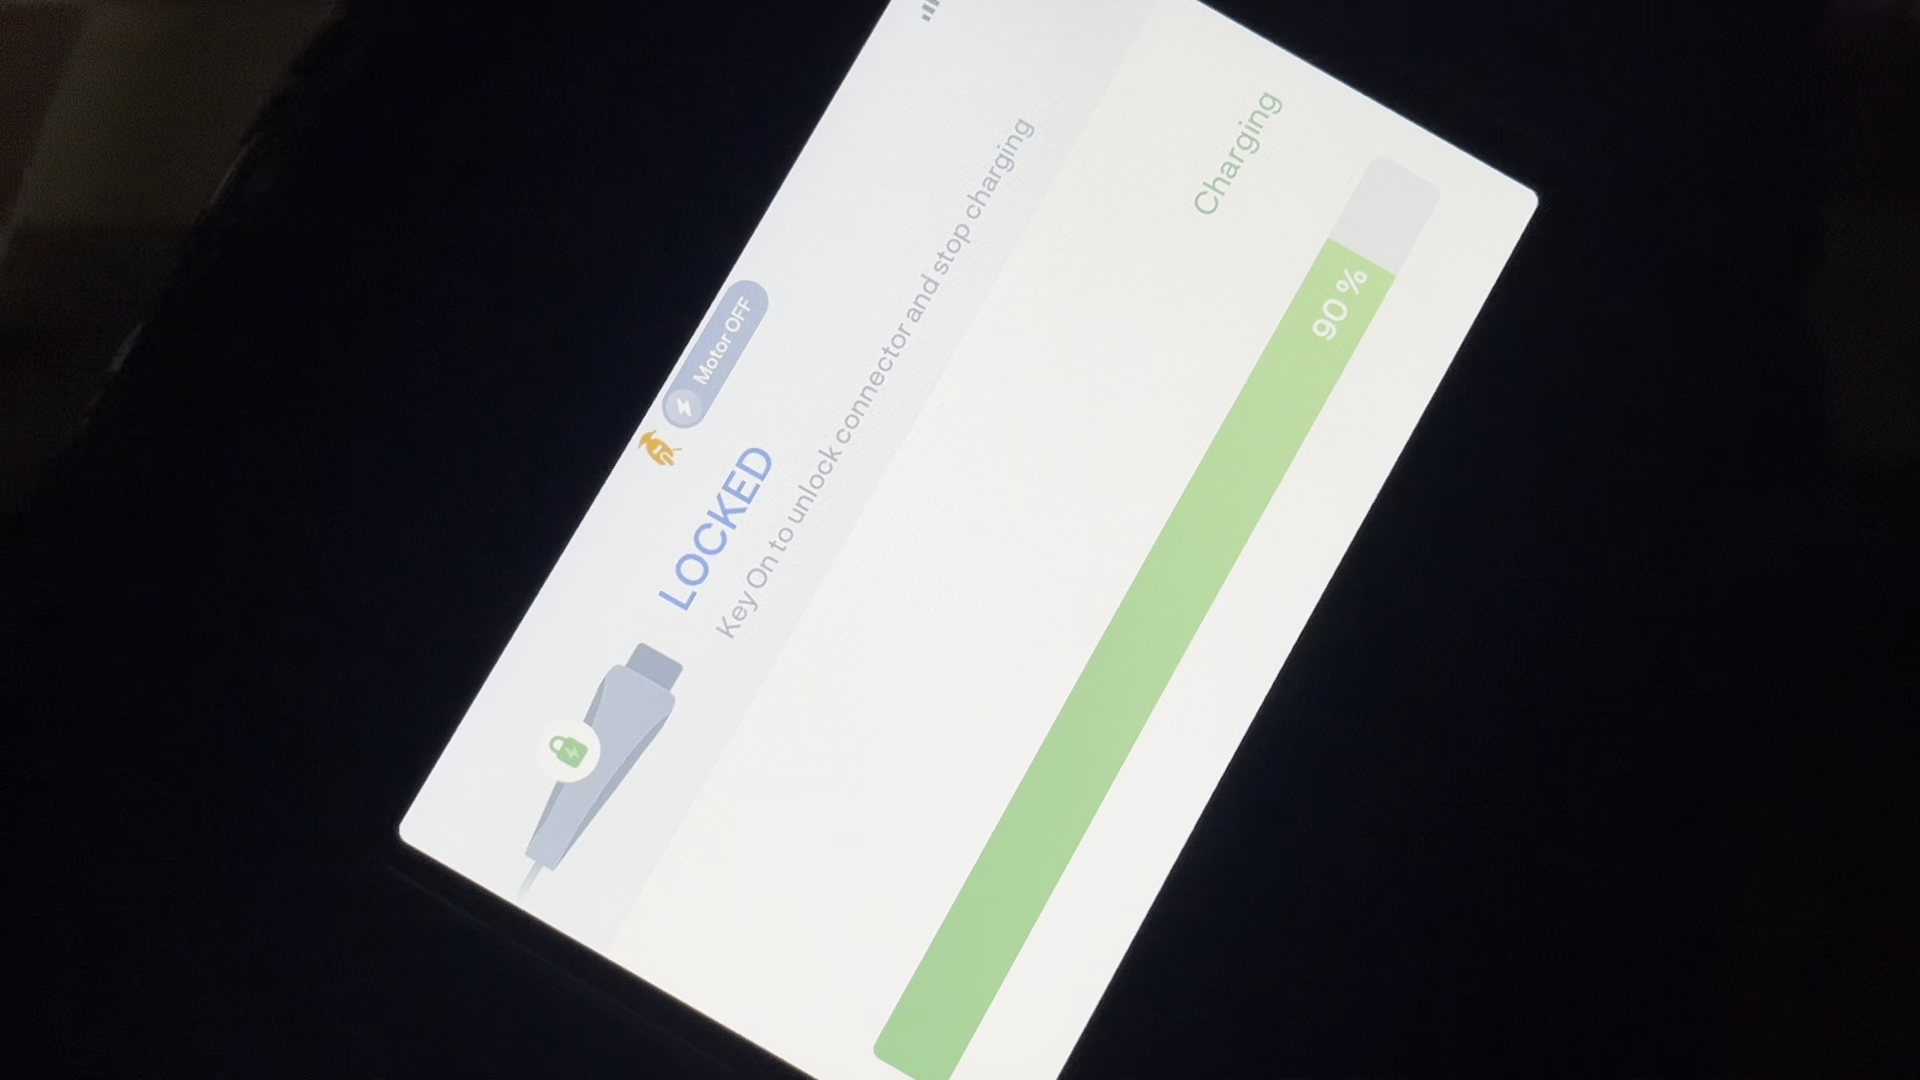 Motor OFF
LOCKED
Key On to unlock connector and stop charging
Charging
90 %